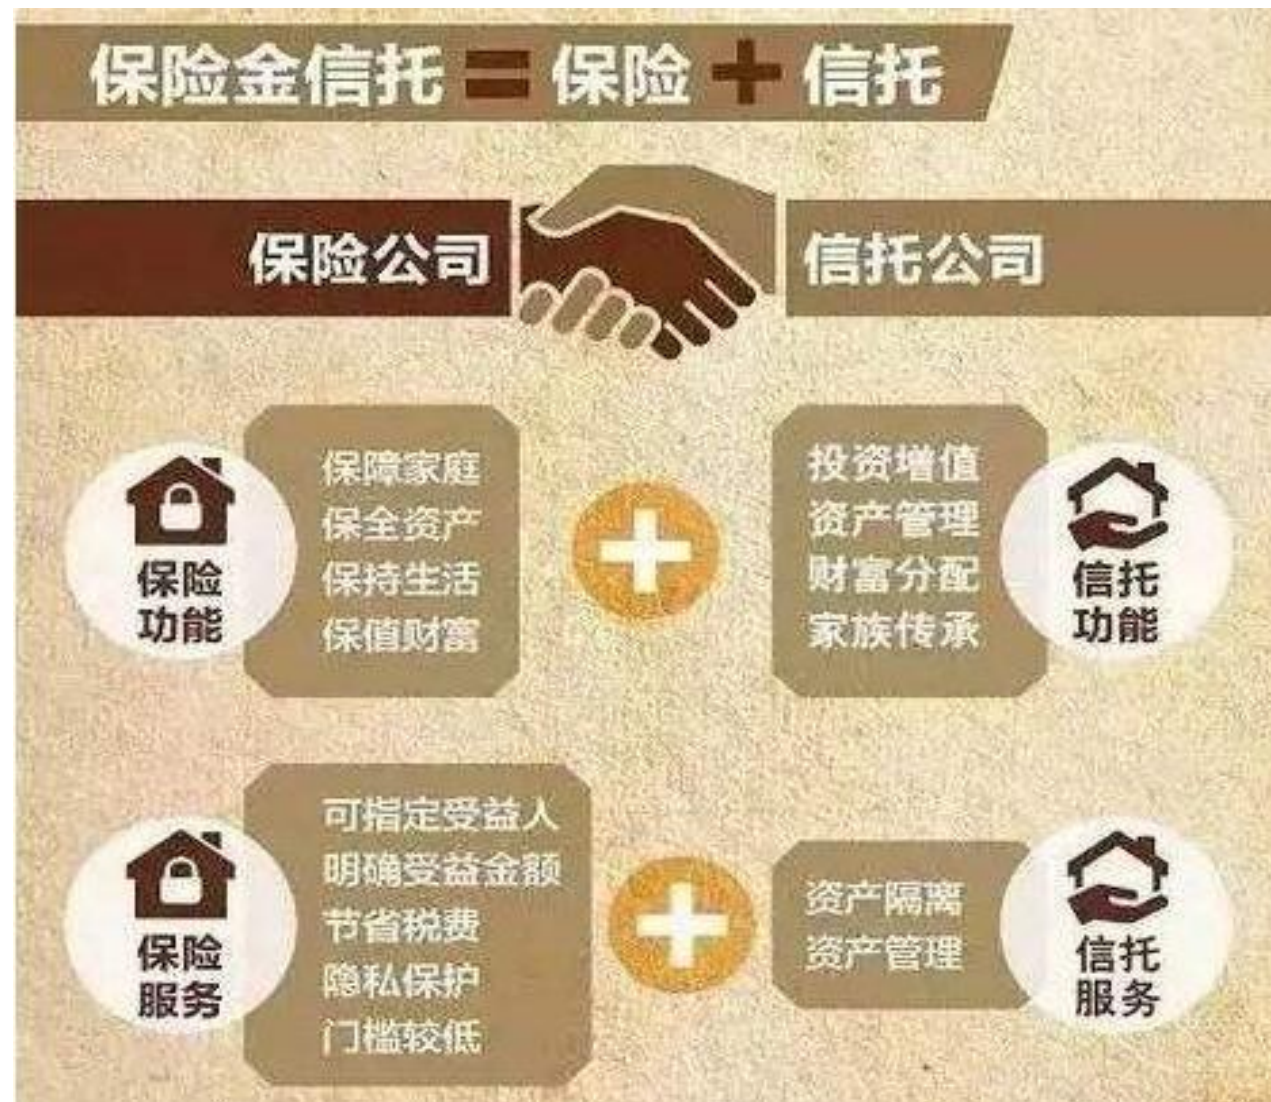 保险金信托=保险+信托
保险公司
信托公司
保险
功能
保障家庭
保全资产
保持生活
保值财富
+
投资增值
资产管理
财富分配
家族传承
信托
功能
保险
服务
可指定受益人
明确受益金额
节省税费
隐私保护
门槛较低
+
资产隔离
资产管理
信托
服务